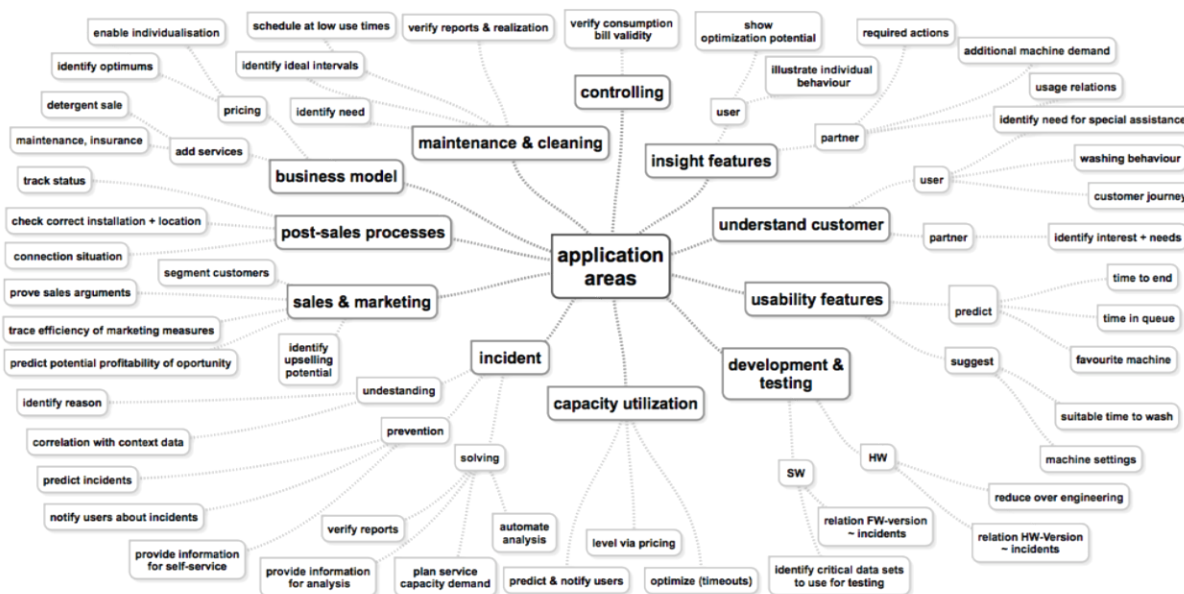 schedule at low use times
verify reports & realization
verify consumption
bill validity
show
optimization potential
required actions
enable individualisation
additional machine demand
identify optimums
identify ideal intervals
illustrate individual
behaviour
usage relations
controlling
detergent sale
pricing
identify need
user
identify need for special assistance
maintenance, insurance
add services
maintenance & cleaning
partner
insight features
washing behaviour
track status
business model
user
customer journey
check correct installation + location
post-sales processes
understand customer
partner
identify interest + needs
connection situation
application
areas
segment customers
time to end
prove sales arguments
sales & marketing
usability features
predict
time in queue
trace efficiency of marketing measures
identify
upselling
potential
incident
development &
testing
suggest
favourite machine
predict potential profitability of oportunity
undestanding
identify reason
capacity utilization
suitable time to wash
prevention
correlation with context data
solving
HW
machine settings
predict incidents
SW
reduce over engineering
notify users about incidents
verify reports
automate
analysis
relation FW-version
~ incidents
relation HW-Version
~ incidents
level via pricing
provide information
for self-service
provide information
for analysis
plan service
capacity demand
predict & notify users
optimize (timeouts)
identify critical data sets
to use for testing